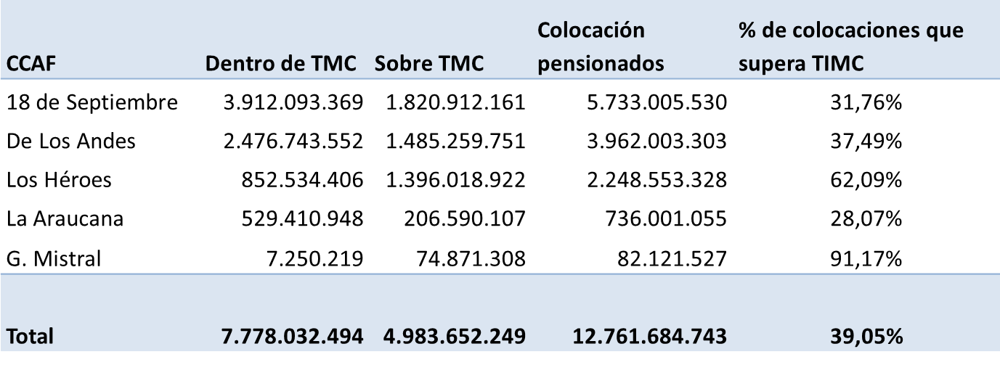 Colocación % de colocaciones que
CCAF Dentro de TMC Sobre TMC pensionados supera TIMC
18 de Septiembre 3.912.093.369 1.820.912.161 5.733.005.530 31,76%
De Los Andes 2.476.743.552 1.485.259.751 3.962.003.303 37,49%
Los Héroes 852.534.406 1.396.018.922 2.248.553.328 62,09%
La Araucana 529.410.948 206.590.107 736.001.055 28,07%
G. Mistral 7.250.219 74.871.308 82.121.527 91,17%
Total 7.778.032.494 4.983.652.249 12.761.684.743 39,05%